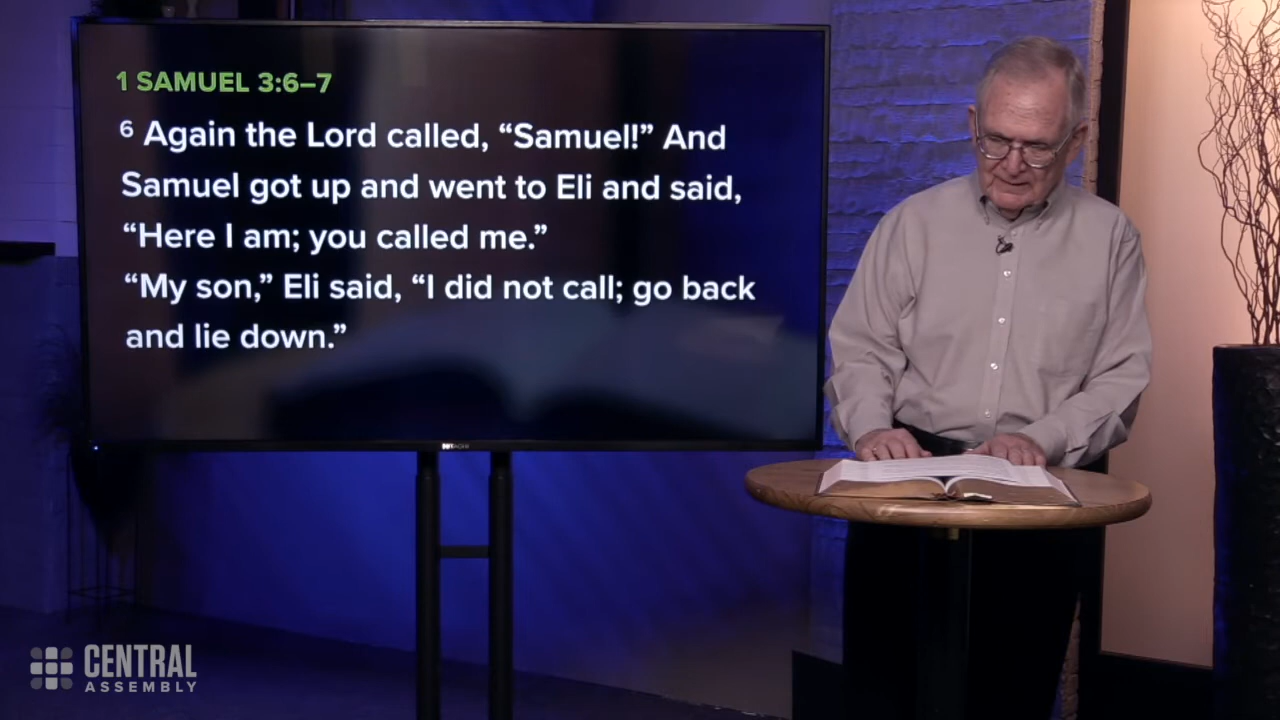 1 SAMUEL 3:6–7
6 Again the Lord called, “Samuel!” And
Samuel got up and went to Eli and said,
“Here I am; you called me.”
“My son,” Eli said, “I did not call; go back
and lie down.”
CENTRAL
ASSEMBLY